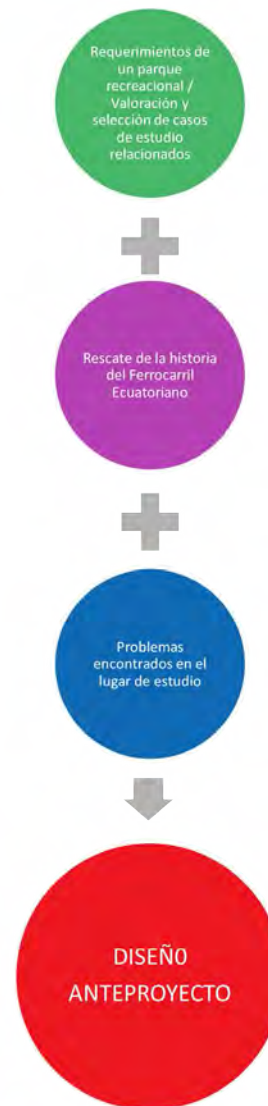 Requerimientos de
un parque
recreacional /
Valoración y
selección de casos
de estudio
relacionados
Rescate de la historia
del Ferrocarril
Ecuatoriano
Problemas
encontrados en el
lugar de estudio
DISEÑ0
ANTEPROYECTO